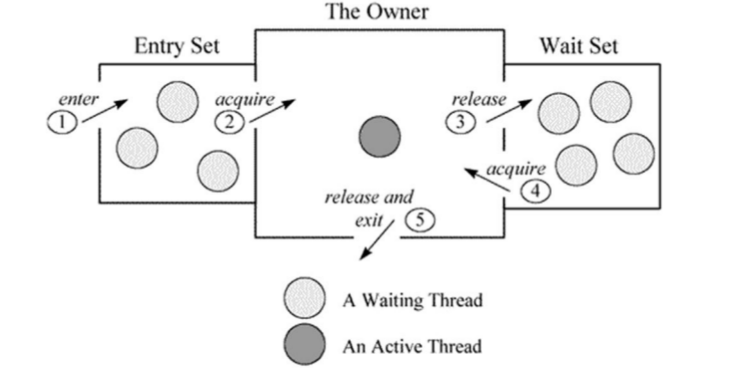 The Owner
Entry Set
Wait Set
enter
1
acquire
2
release
3
acquire
4
release and
exit 5
A Waiting Thread
An Active Thread